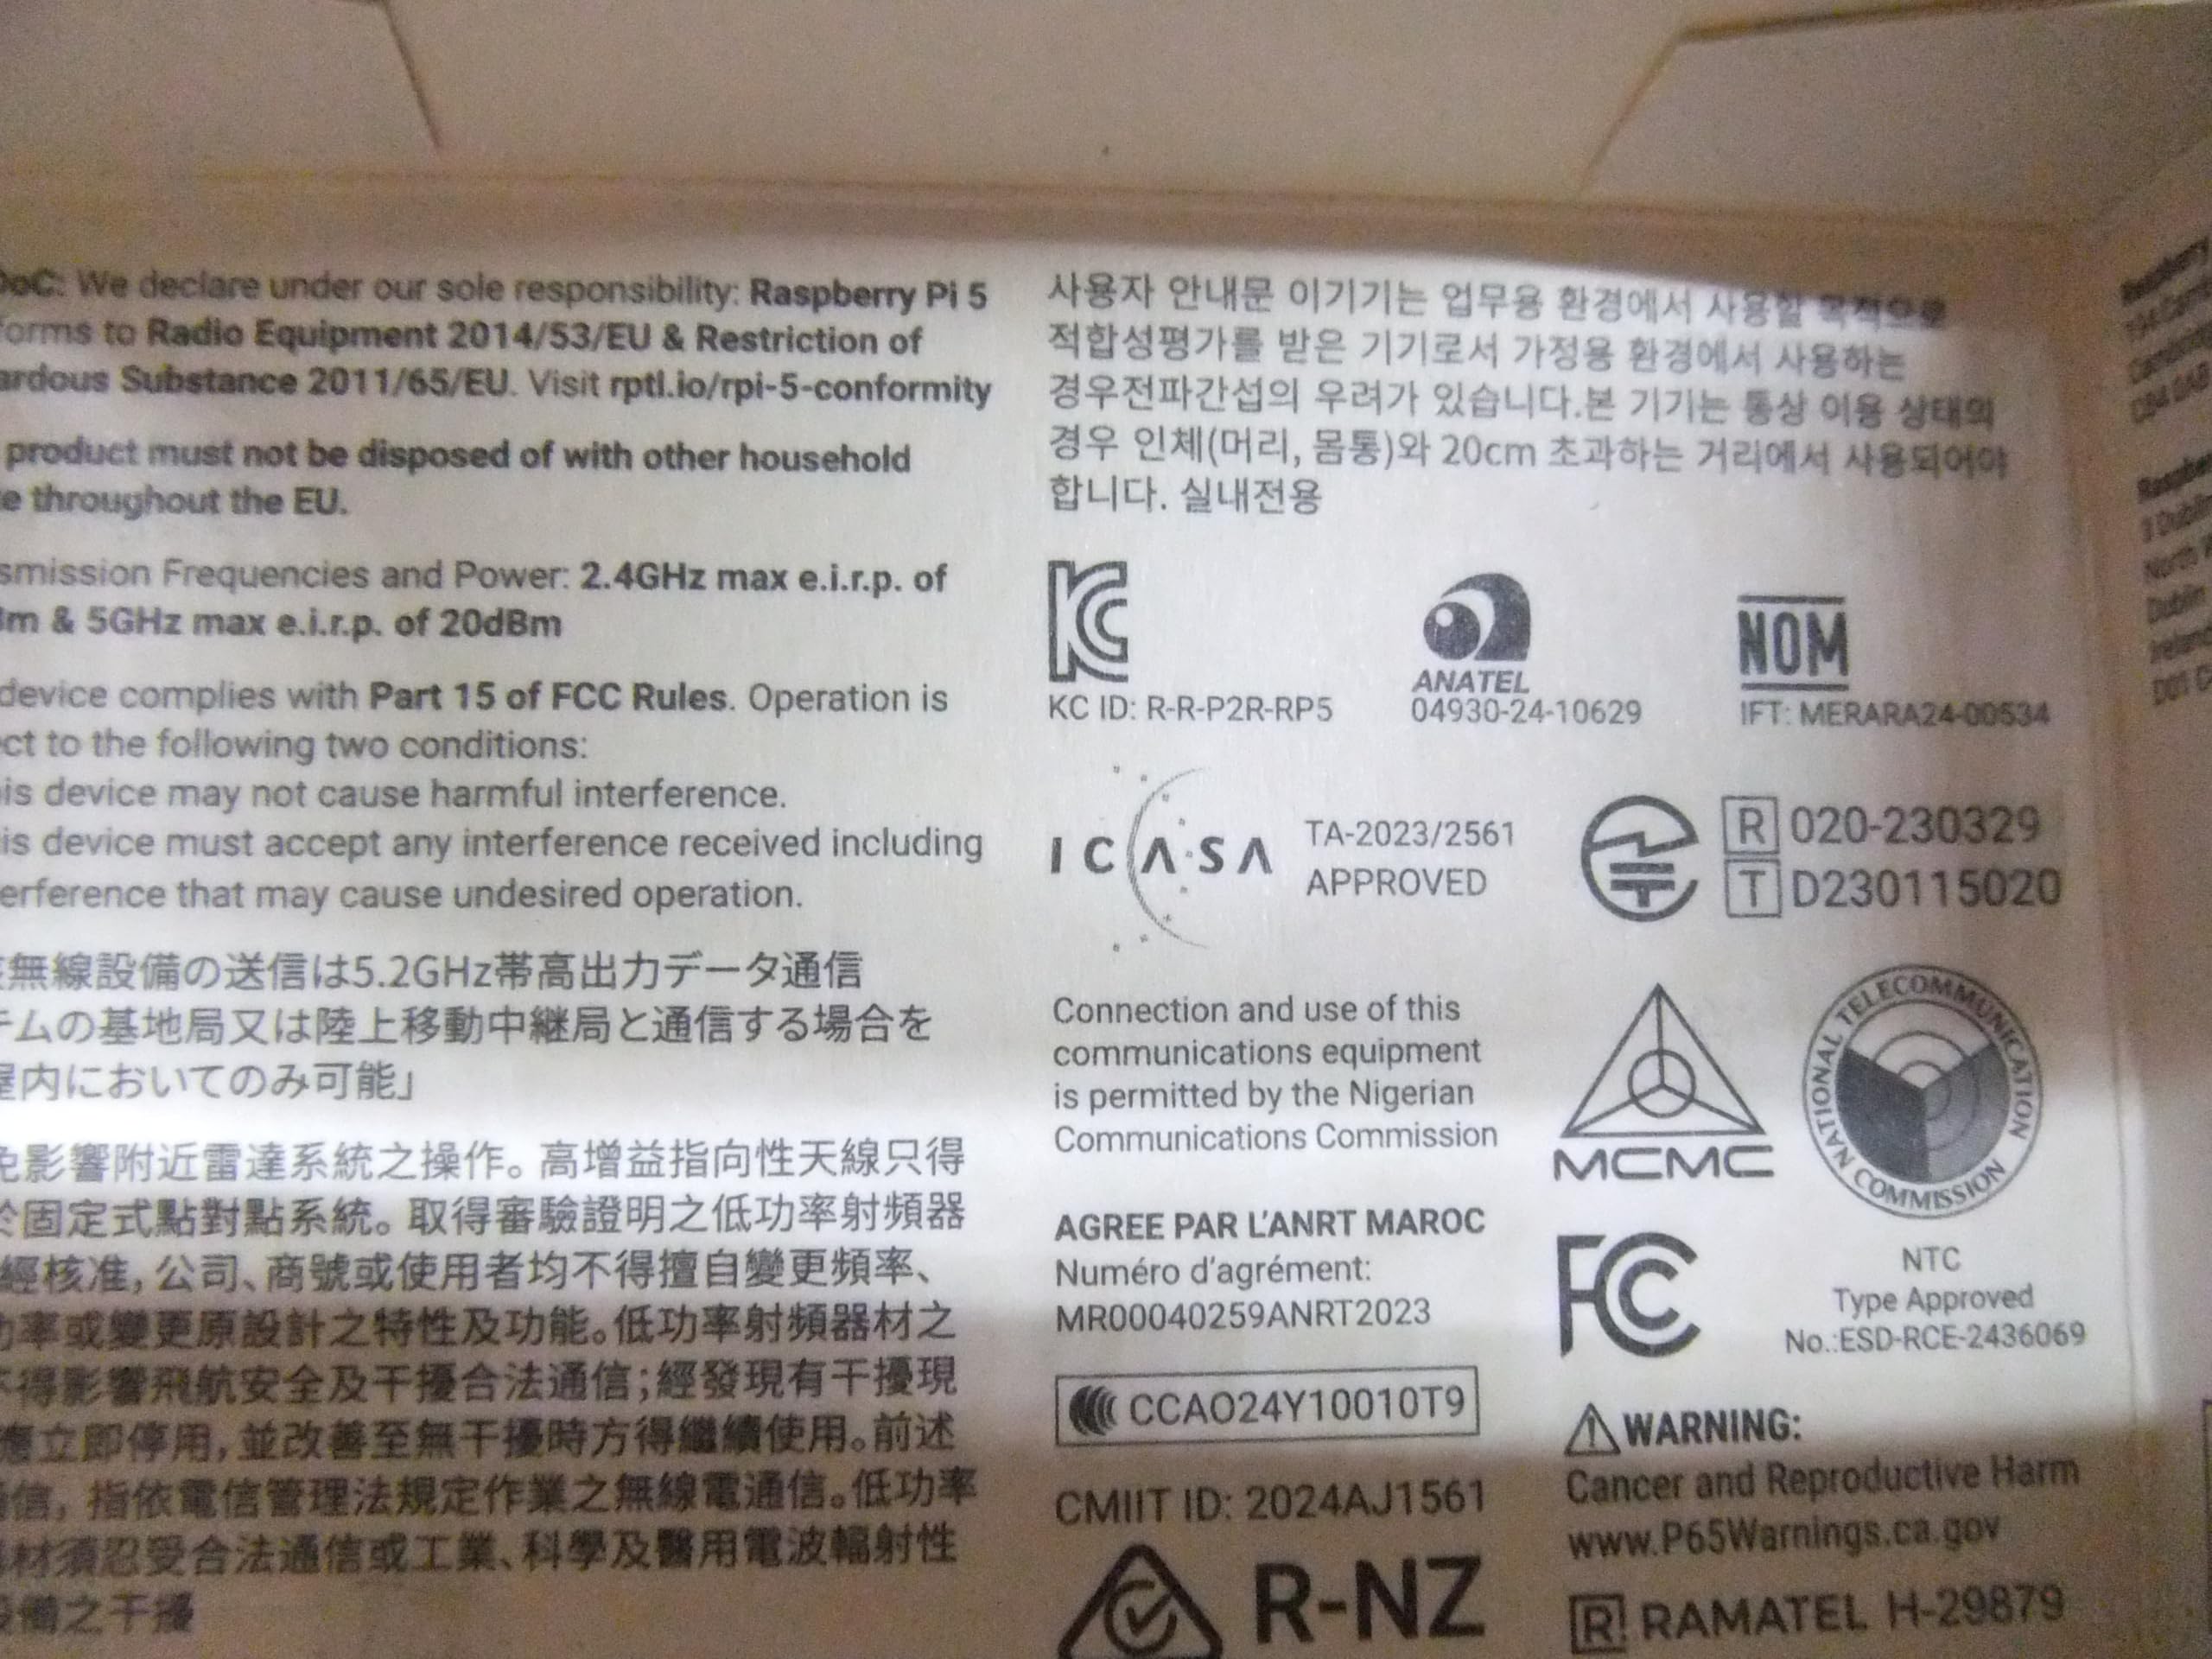 DoC: We declare under our sole responsibility: Raspberry Pi 5
forms to Radio Equipment 2014/53/EU & Restriction of
ardous Substance 2011/65/EU. Visit rptl.io/rpi-5-conformity
product must not be disposed of with other household
e throughout the EU.
smission Frequencies and Power: 2.4GHz max e.i.r.p. of
m & 5GHz max e.i.r.p. of 20dBm
device complies with Part 15 of FCC Rules. Operation is
ect to the following two conditions:
is device may not cause harmful interference.
is device must accept any interference received including
erference that may cause undesired operation.
無線設備の送信は5.2GHz帯高出力データ通信
テムの基地局又は陸上移動中継局と通信する場合を
屋内においてのみ可能」
免影響附近雷達系統之操作。高增益指向性天線只得
於固定式點對點系統。取得審驗證明之低功率射頻器
經核准,公司、商號或使用者均不得擅自變更頻率、
功率或變更原設計之特性及功能。低功率射頻器材之
不得影響飛航安全及干擾合法通信;經發現有干擾現
應立即停用,並改善至無干擾時方得繼續使用。前述
信,指依電信管理法規定作業之無線電通信。低功率
材須忍受合法通信或工業、科學及醫用電波輻射性
設備之干擾
사용자 안내문 이기기는 업무용 환경에서 사용할 목적으로
적합성평가를 받은 기기로서 가정용 환경에서 사용하는
경우전파간섭의 우려가 있습니다.본 기기는 통상 이용 상태의
경우 인체(머리, 몸통)와 20cm 초과하는 거리에서 사용되어야
합니다. 실내전용
KC
KC ID: R-R-P2R-RP5
ANATEL
04930-24-10629
NOM
IFT: MERARA24-00534
ICASA
TA-2023/2561
APPROVED
R 020-230329
T D230115020
Connection and use of this
communications equipment
is permitted by the Nigerian
Communications Commission
MCMC
NATIONAL TELECOMMUNICATION COMMISSION
AGREE PAR L'ANRT MAROC
Numéro d'agrément:
MR00040259ANRT2023
FC
NTC
Type Approved
No.:ESD-RCE-2436069
CCAO24Y10010T9
CMIIT ID: 2024AJ1561
R-NZ
WARNING:
Cancer and Reproductive Harm
www.P65Warnings.ca.gov
R RAMATEL H-29879
Raspberry